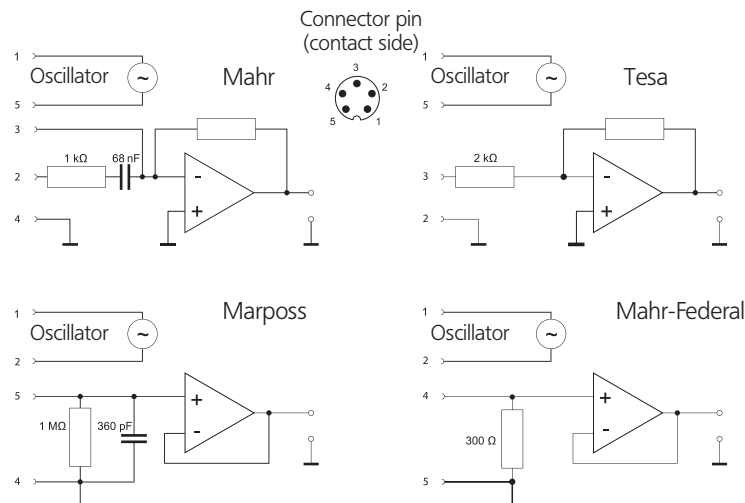 Connector pin
(contact side)
3
4
2
5
1
1
Oscillator
~
Mahr
5
3
1 kΩ
68 nF
2
-
+
4
1
Oscillator
~
Tesa
5
2 kΩ
3
-
+
2
1
Oscillator
~
Marposs
2
5
+
1 MΩ
360 pF
-
4
1
Oscillator
~
Mahr-Federal
2
4
+
300 Ω
-
5